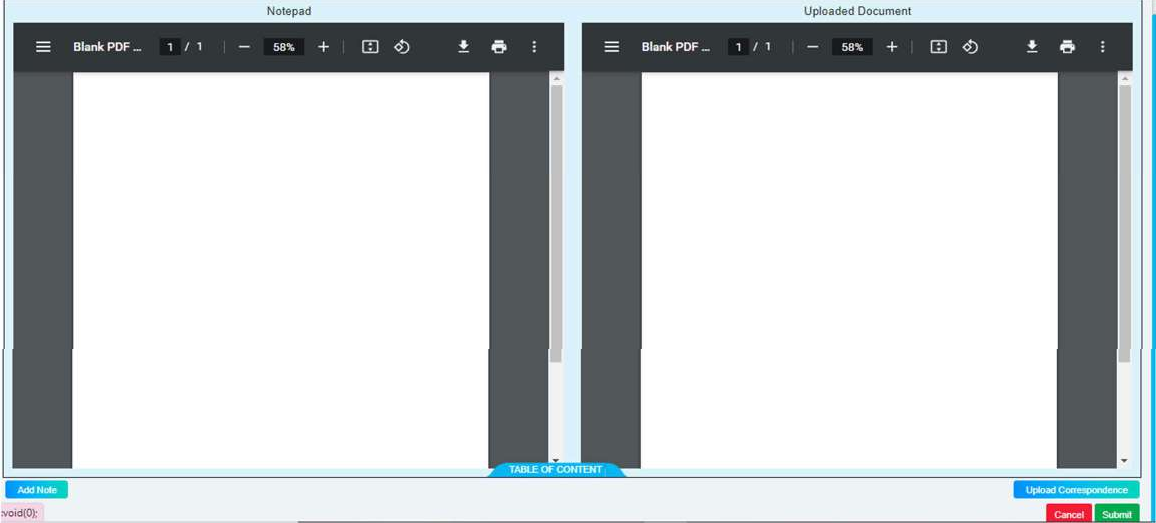 Notepad
Uploaded Document
Blank PDF ... 1 / 1 58%
Blank PDF ... 1 / 1 58%
TABLE OF CONTENT
Add Note
Upload Correspondence
:void(0);
Cancel Submit